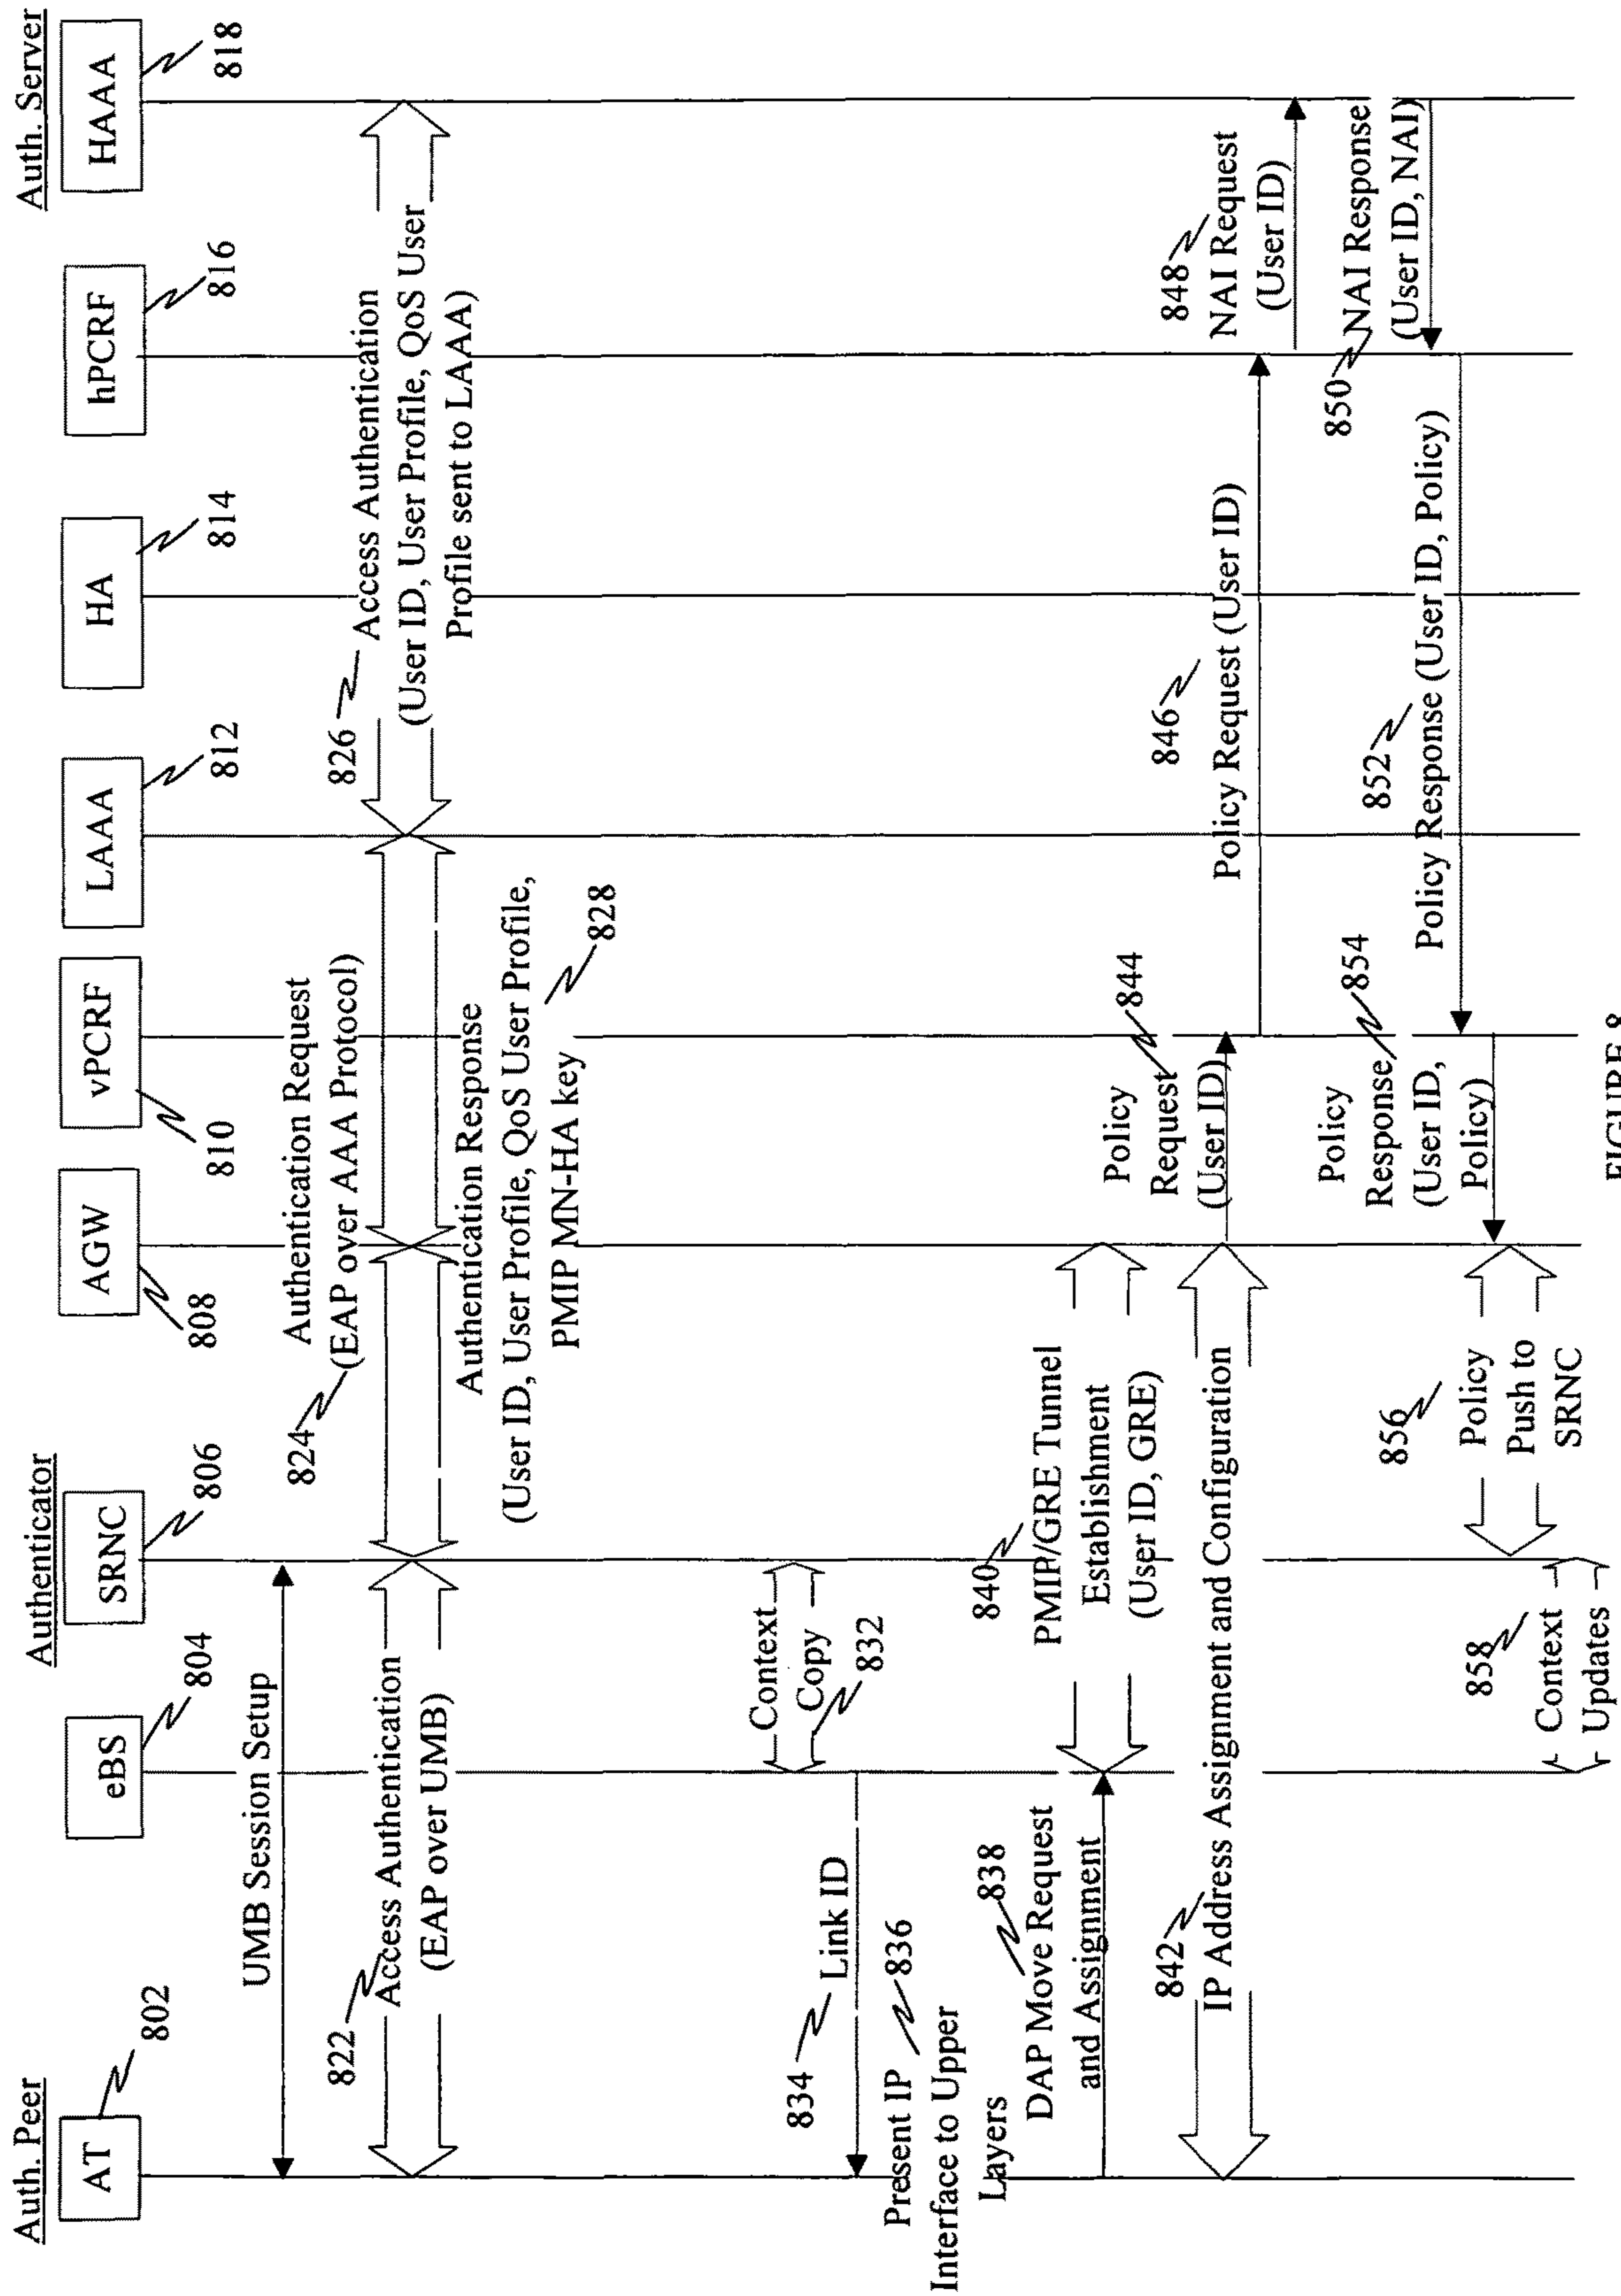 Auth. Peer
Authenticator
Auth. Server
AT
802
eBS
804
SRNC
806
AGW
808
vPCRF
810
LAAA
812
HA
814
hPCRF
816
HAAA
818
UMB Session Setup
822
Access Authentication
(EAP over UMB)
824
Authentication Request
(EAP over AAA Protocol)
Authentication Response
(User ID, User Profile, QoS User Profile,
PMIP MN-HA key
828
826
Access Authentication
(User ID, User Profile, QoS User
Profile sent to LAAA)
Context
Copy
832
834
Link ID
Present IP
836
Interface to Upper
Layers
838
DAP Move Request
and Assignment
840
PMIP/GRE Tunnel
Establishment
(User ID, GRE)
842
IP Address Assignment and Configuration
Policy
844
Request
(User ID)
846
Policy Request (User ID)
848
NAI Request
(User ID)
850
NAI Response
(User ID, NAI)
852
Policy Response (User ID, Policy)
Policy
854
Response
(User ID,
Policy)
856
Policy
Push to
SRNC
858
Context
Updates
FIGURE 8